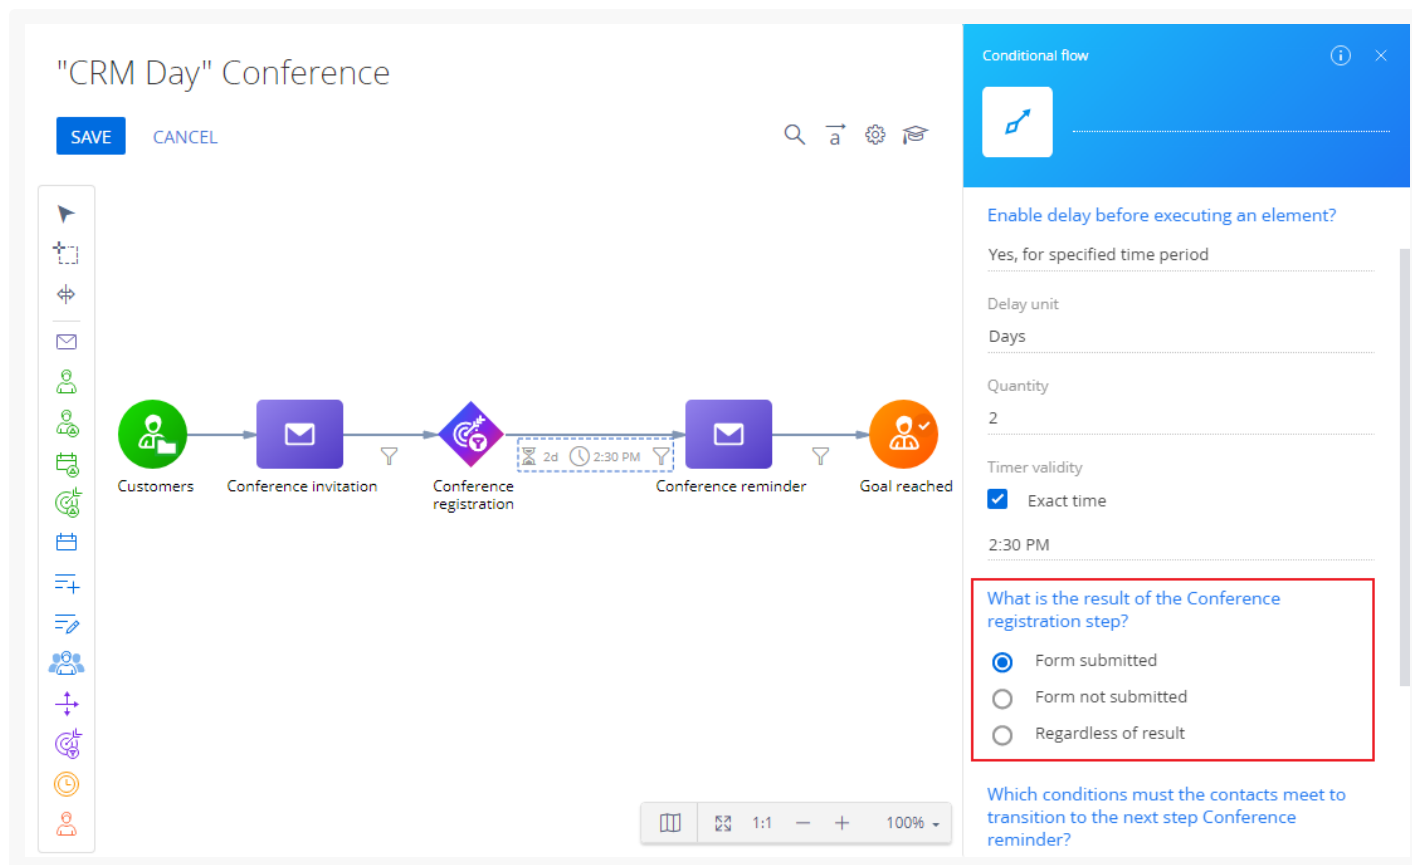 "CRM Day" Conference
SAVE
CANCEL
a
Customers
Conference invitation
Conference
registration
2d
2:30 PM
Conference reminder
Goal reached
1:1
100%
Conditional flow
Enable delay before executing an element?
Yes, for specified time period
Delay unit
Days
Quantity
2
Timer validity
Exact time
2:30 PM
What is the result of the Conference
registration step?
Form submitted
Form not submitted
Regardless of result
Which conditions must the contacts meet to
transition to the next step Conference
reminder?